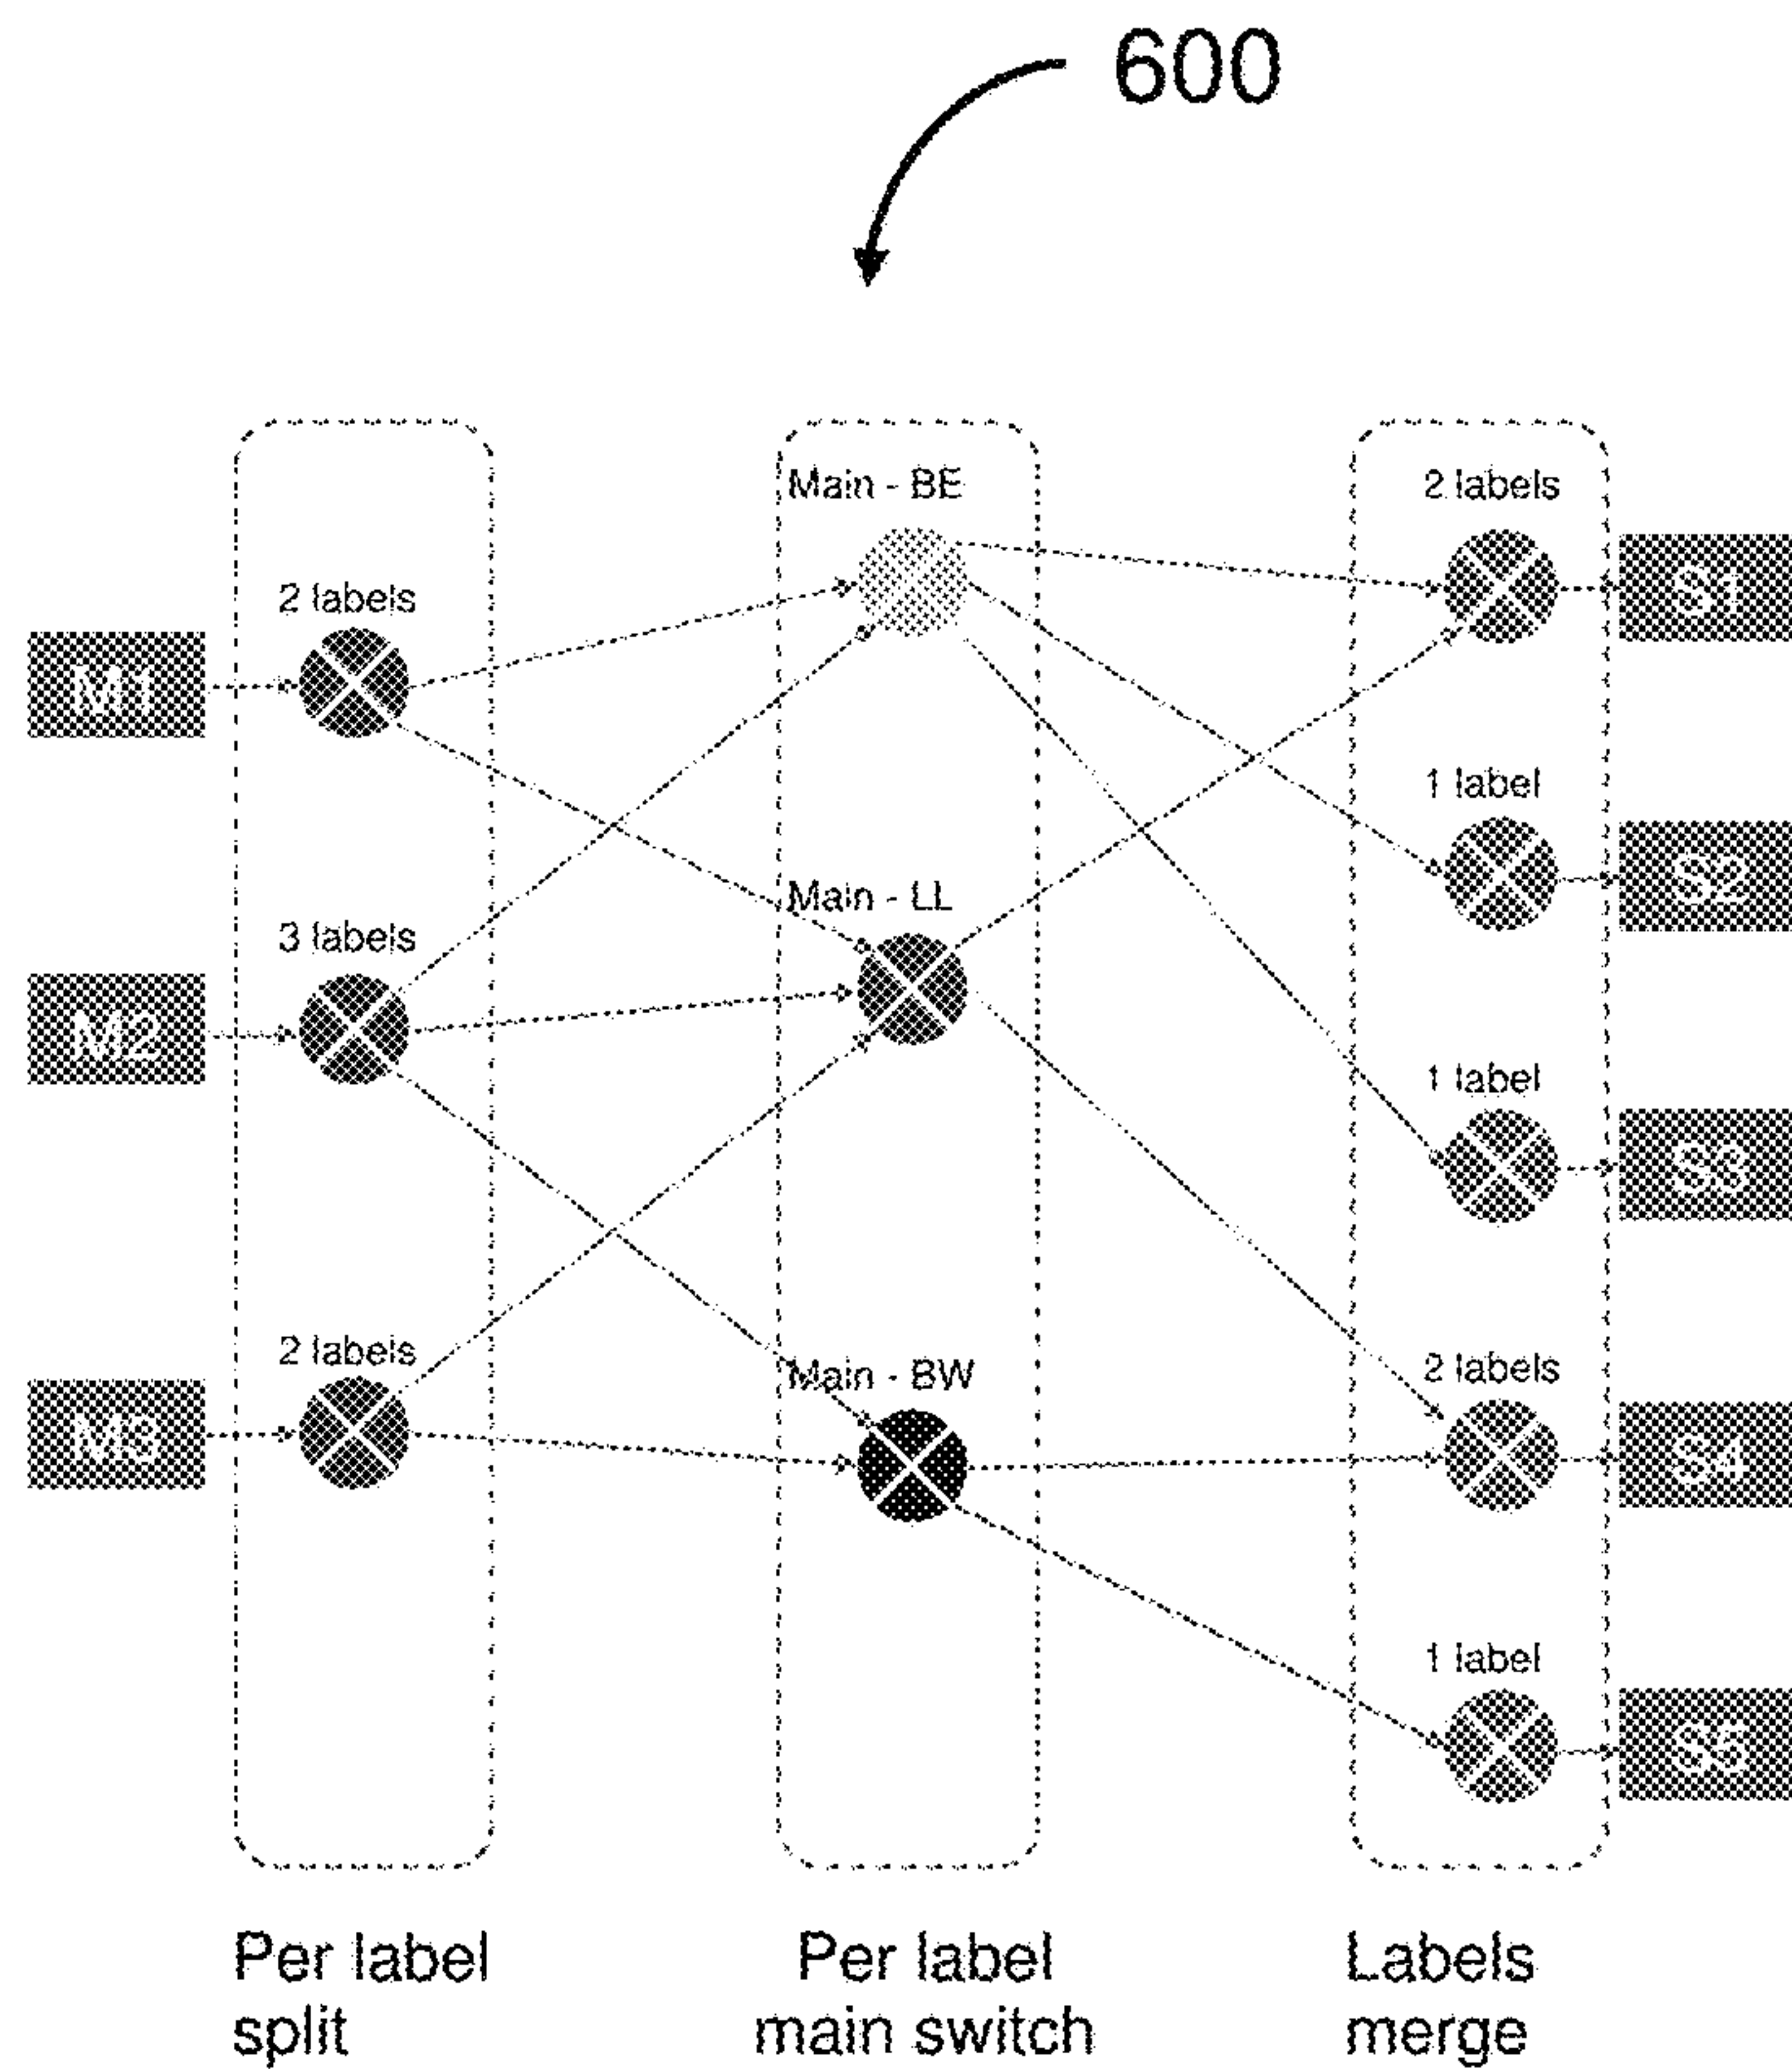 600
Main - BE
2 labels
2 labels
S1
M1
1 label
S2
Main - LL
3 labels
M2
1 label
S3
2 labels
Main - BW
2 labels
M3
S4
1 label
S5
Per label
split
Per label
main switch
Labels
merge